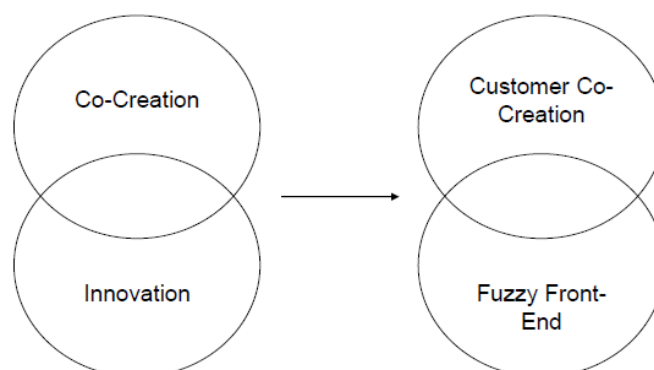 Co-Creation
Innovation
Customer Co-
Creation
Fuzzy Front-
End